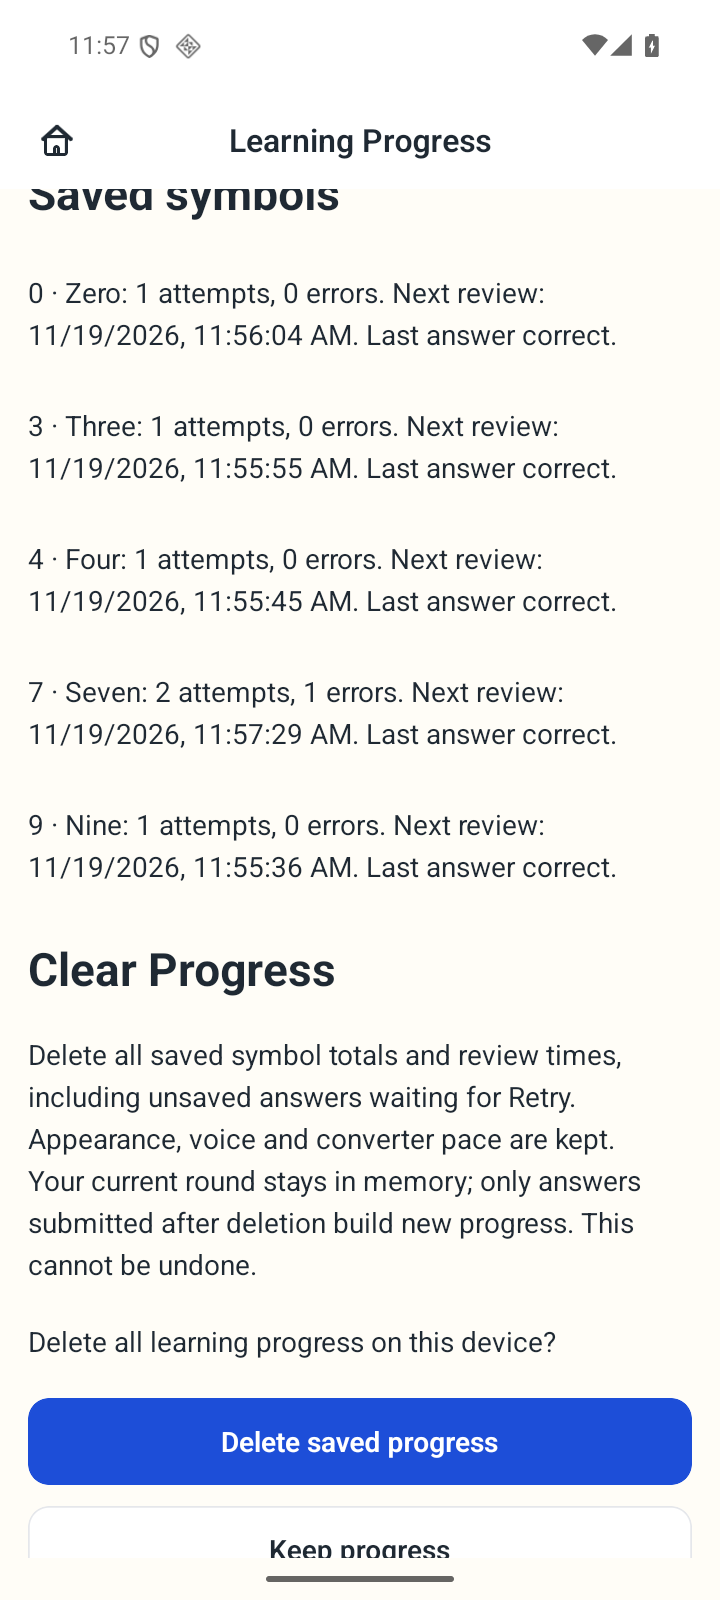 11:57
Learning Progress
Saved symbols
0 · Zero: 1 attempts, 0 errors. Next review:
11/19/2026, 11:56:04 AM. Last answer correct.
3 · Three: 1 attempts, 0 errors. Next review:
11/19/2026, 11:55:55 AM. Last answer correct.
4 · Four: 1 attempts, 0 errors. Next review:
11/19/2026, 11:55:45 AM. Last answer correct.
7 · Seven: 2 attempts, 1 errors. Next review:
11/19/2026, 11:57:29 AM. Last answer correct.
9 · Nine: 1 attempts, 0 errors. Next review:
11/19/2026, 11:55:36 AM. Last answer correct.
Clear Progress
Delete all saved symbol totals and review times,
including unsaved answers waiting for Retry.
Appearance, voice and converter pace are kept.
Your current round stays in memory; only answers
submitted after deletion build new progress. This
cannot be undone.
Delete all learning progress on this device?
Delete saved progress
Keep progress